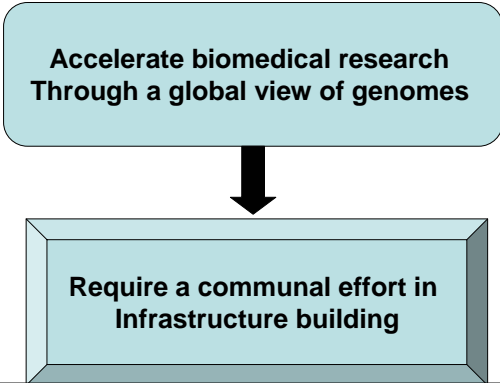 Accelerate biomedical research
Through a global view of genomes
Require a communal effort in
Infrastructure building